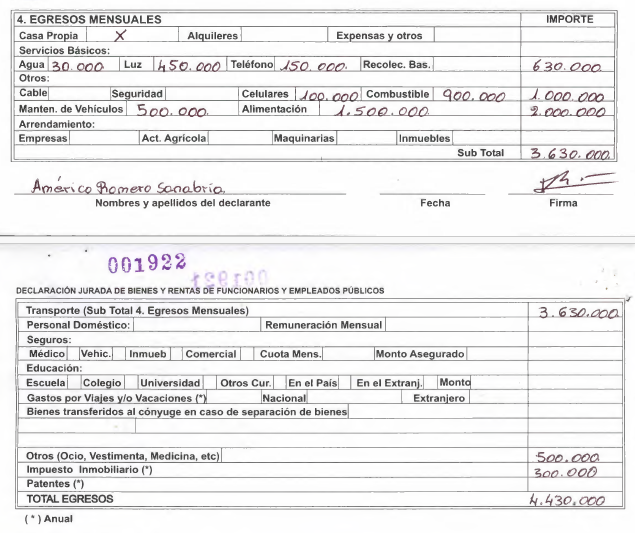 4. EGRESOS MENSUALES IMPORTE
Casa Propia X Alquileres Expensas y otros
Servicios Básicos:
Agua 30.000 Luz 450.000 Teléfono 150.000. Recolec. Bas. 630.000
Otros:
Cable Seguridad Celulares 100.000 Combustible 900.000 1.000.000
Manten. de Vehículos 500.000. Alimentación 1.500.000 2.000.000
Arrendamiento:
Empresas Act. Agrícola Maquinarias Inmuebles
Sub Total 3.630.000.
Américo Romero Sanabria.
Nombres y apellidos del declarante Fecha Firma
001922
DECLARACIÓN JURADA DE BIENES Y RENTAS DE FUNCIONARIOS Y EMPLEADOS PÚBLICOS
Transporte (Sub Total 4. Egresos Mensuales) 3.630.000
Personal Doméstico: Remuneración Mensual
Seguros:
Médico Vehic. Inmueb Comercial Cuota Mens. Monto Asegurado
Educación:
Escuela Colegio Universidad Otros Cur. En el País En el Extranj. Monto
Gastos por Viajes y/o Vacaciones (*) Nacional Extranjero
Bienes transferidos al cónyuge en caso de separación de bienes
Otros (Ocio, Vestimenta, Medicina, etc) 500.000
Impuesto Inmobiliario (*) 300.000
Patentes (*)
TOTAL EGRESOS 4.430.000
(*) Anual